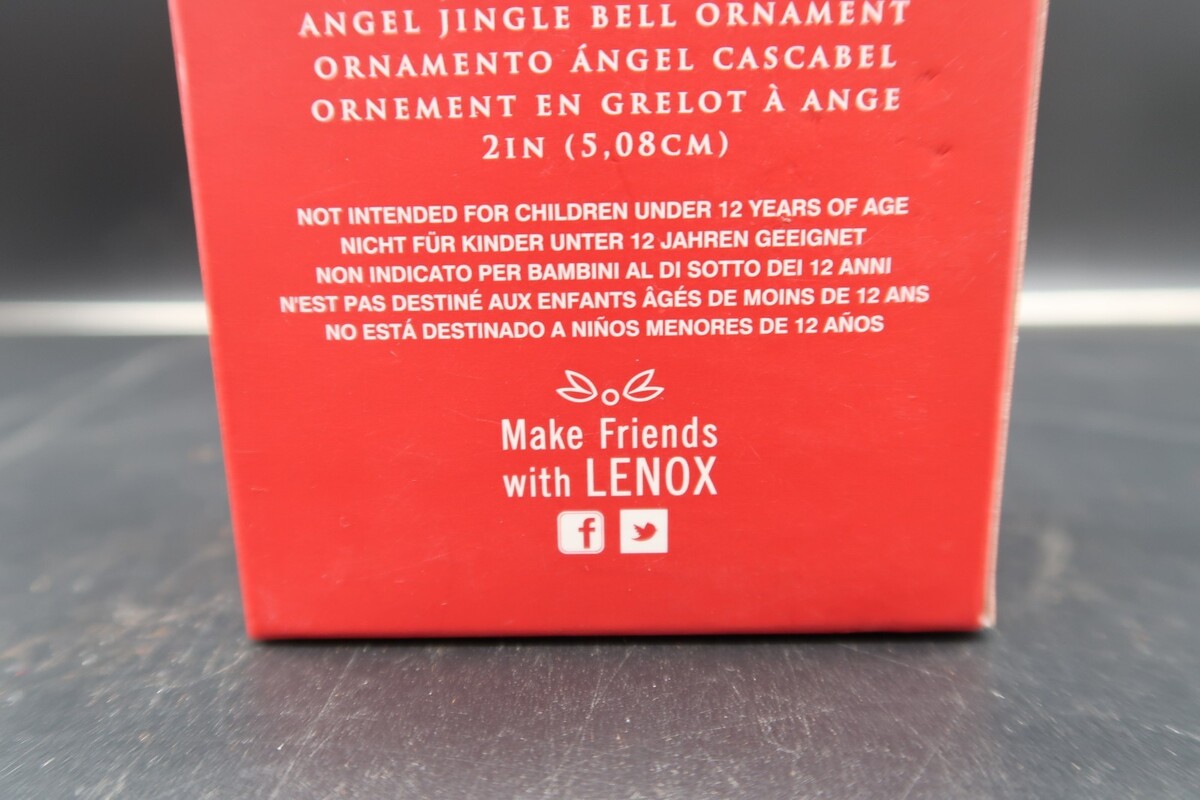 ANGEL JINGLE BELL ORNAMENT
ORNAMENTO ÁNGEL CASCABEL
ORNEMENT EN GRELOT À ANGE
2IN (5,08CM)
NOT INTENDED FOR CHILDREN UNDER 12 YEARS OF AGE
NICHT FÜR KINDER UNTER 12 JAHREN GEEIGNET
NON INDICATO PER BAMBINI AL DI SOTTO DEI 12 ANNI
N'EST PAS DESTINÉ AUX ENFANTS ÂGÉS DE MOINS DE 12 ANS
NO ESTÁ DESTINADO A NIÑOS MENORES DE 12 AÑOS
Make Friends
with LENOX
f